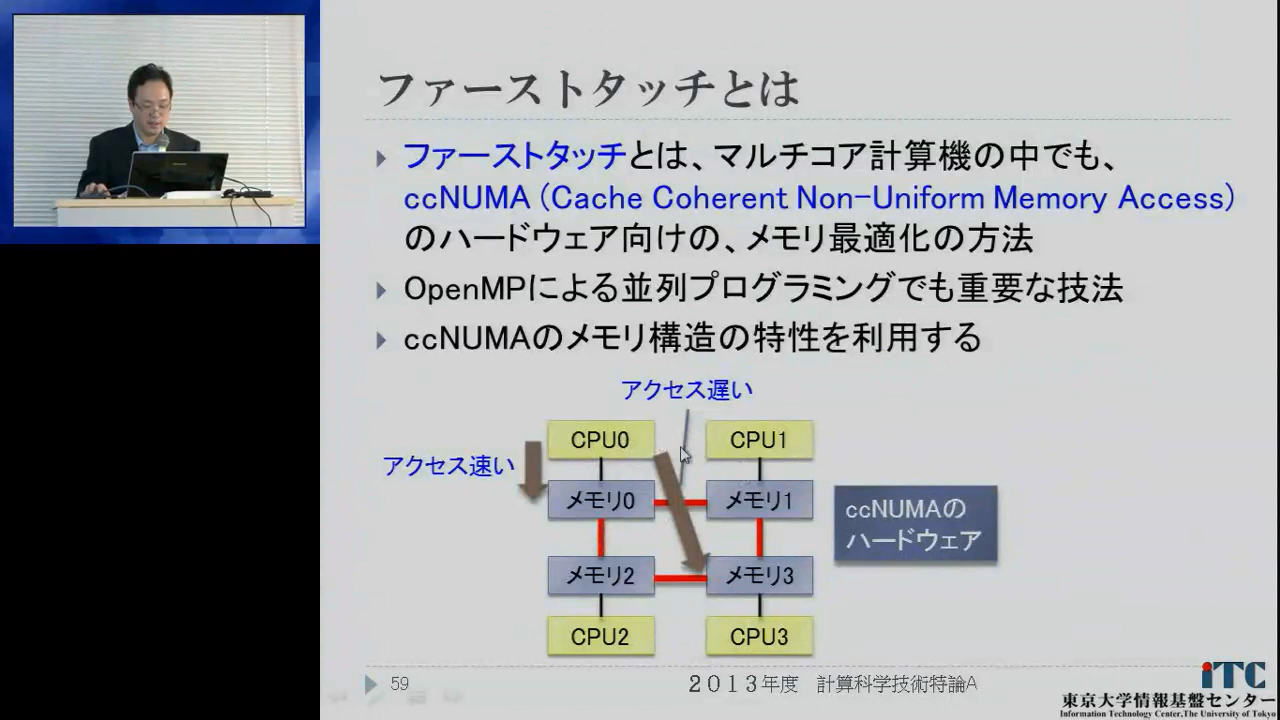 ファーストタッチとは
ファーストタッチとは、マルチコア計算機の中でも、
ccNUMA (Cache Coherent Non-Uniform Memory Access)
のハードウェア向けの、メモリ最適化の方法
OpenMPによる並列プログラミングでも重要な技法
ccNUMAのメモリ構造の特性を利用する
アクセス遅い
CPU0
CPU1
アクセス速い
メモリ0
メモリ1
ccNUMAの
ハードウェア
メモリ2
メモリ3
CPU2
CPU3
59
2013年度 計算科学技術特論A
iTC
東京大学情報基盤センター
Information Technology Center,The University of Tokyo